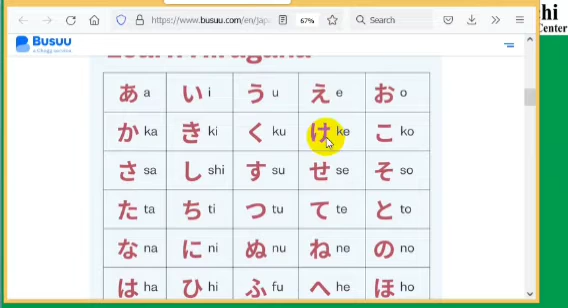 hi
Center
https://www.busuu.com/en/japa
67%
Search
Busuu
a Chegg service
Learn Hiragana
あ a い i う u え e お o
か ka き ki く ku け ke こ ko
さ sa し shi す su せ se そ so
た ta ち ti つ tu て te と to
な na に ni ぬ nu ね ne の no
は ha ひ hi ふ fu へ he ほ ho